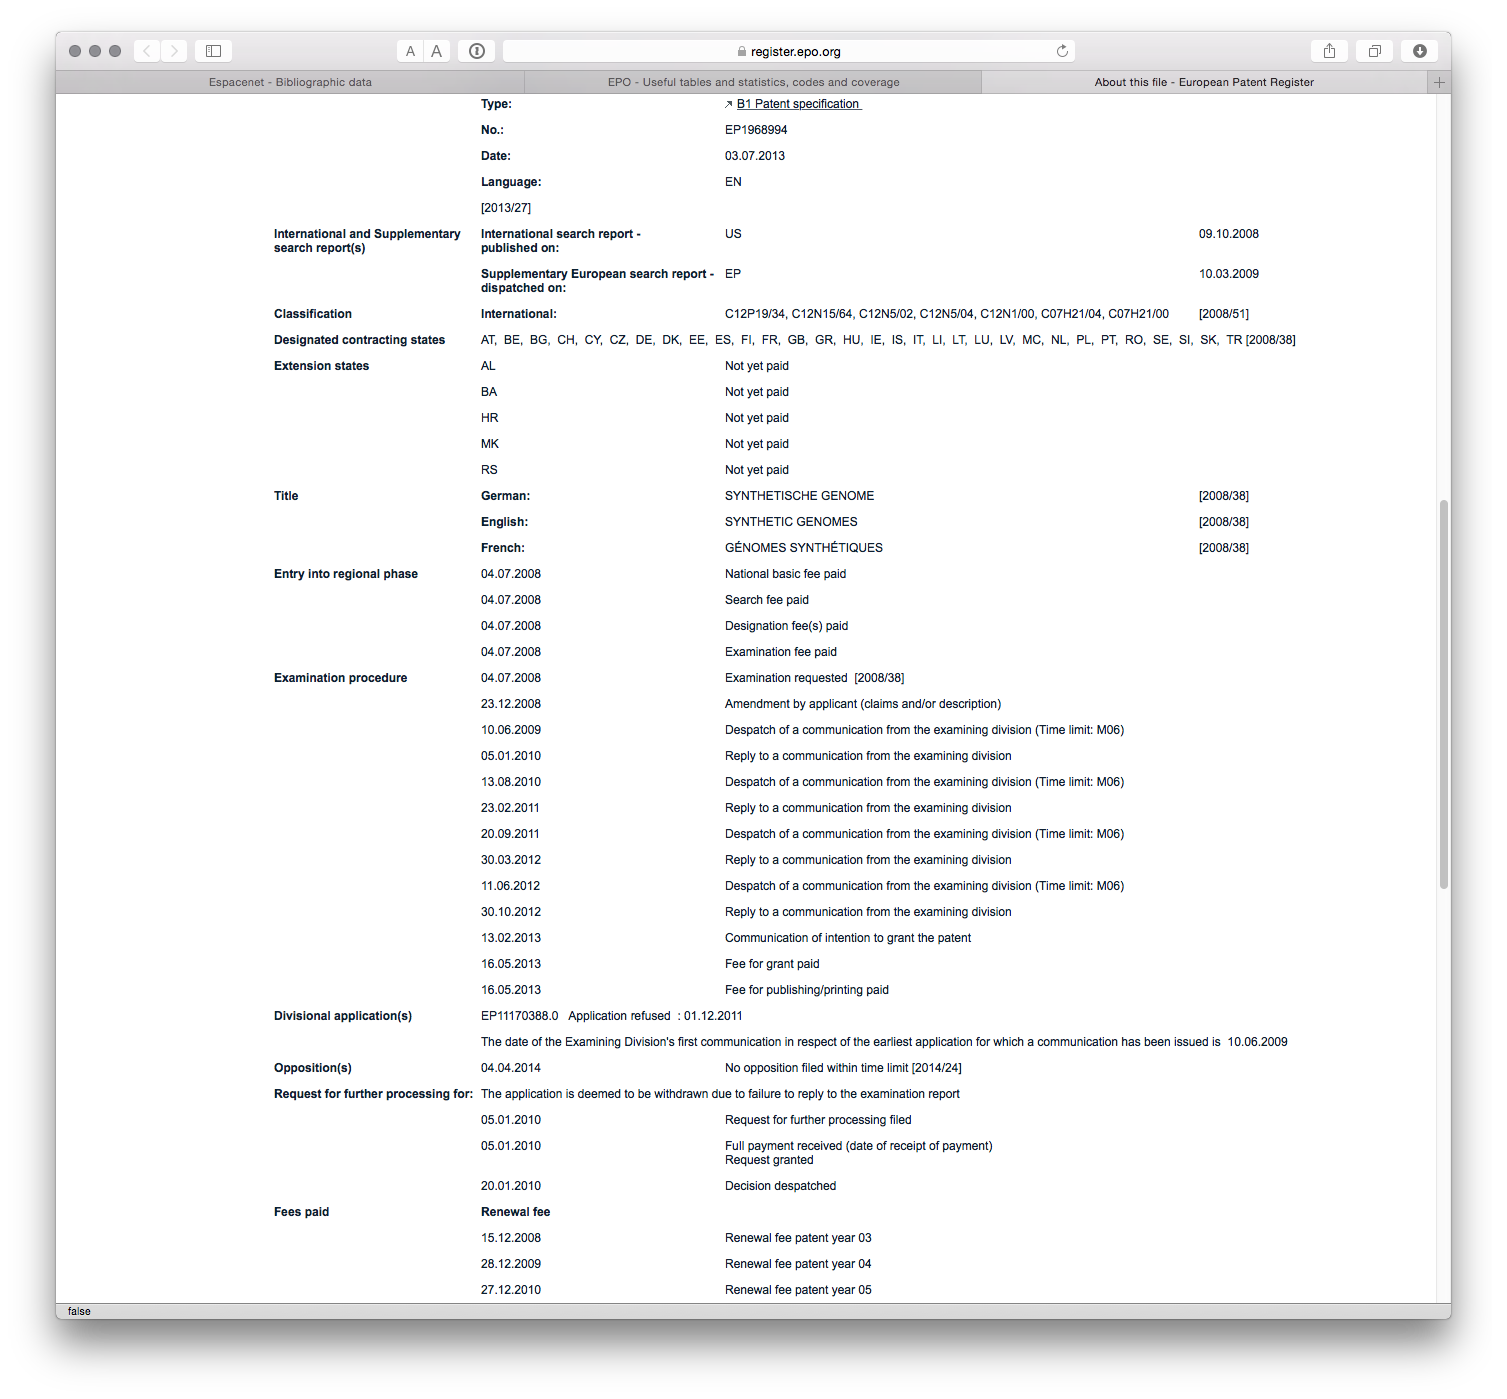 A A
register.epo.org
Espacenet - Bibliographic data
EPO - Useful tables and statistics, codes and coverage
About this file - European Patent Register
Type: B1 Patent specification
No.: EP1968994
Date: 03.07.2013
Language: EN
[2013/27]
International and Supplementary search report(s) International search report - published on: US 09.10.2008
Supplementary European search report - dispatched on: EP 10.03.2009
Classification International: C12P19/34, C12N15/64, C12N5/02, C12N5/04, C12N1/00, C07H21/04, C07H21/00 [2008/51]
Designated contracting states AT, BE, BG, CH, CY, CZ, DE, DK, EE, ES, FI, FR, GB, GR, HU, IE, IS, IT, LI, LT, LU, LV, MC, NL, PL, PT, RO, SE, SI, SK, TR [2008/38]
Extension states AL Not yet paid
BA Not yet paid
HR Not yet paid
MK Not yet paid
RS Not yet paid
Title German: SYNTHETISCHE GENOME [2008/38]
English: SYNTHETIC GENOMES [2008/38]
French: GÉNOMES SYNTHÉTIQUES [2008/38]
Entry into regional phase 04.07.2008 National basic fee paid
04.07.2008 Search fee paid
04.07.2008 Designation fee(s) paid
04.07.2008 Examination fee paid
Examination procedure 04.07.2008 Examination requested [2008/38]
23.12.2008 Amendment by applicant (claims and/or description)
10.06.2009 Despatch of a communication from the examining division (Time limit: M06)
05.01.2010 Reply to a communication from the examining division
13.08.2010 Despatch of a communication from the examining division (Time limit: M06)
23.02.2011 Reply to a communication from the examining division
20.09.2011 Despatch of a communication from the examining division (Time limit: M06)
30.03.2012 Reply to a communication from the examining division
11.06.2012 Despatch of a communication from the examining division (Time limit: M06)
30.10.2012 Reply to a communication from the examining division
13.02.2013 Communication of intention to grant the patent
16.05.2013 Fee for grant paid
16.05.2013 Fee for publishing/printing paid
Divisional application(s) EP11170388.0 Application refused : 01.12.2011
The date of the Examining Division's first communication in respect of the earliest application for which a communication has been issued is 10.06.2009
Opposition(s) 04.04.2014 No opposition filed within time limit [2014/24]
Request for further processing for: The application is deemed to be withdrawn due to failure to reply to the examination report
05.01.2010 Request for further processing filed
05.01.2010 Full payment received (date of receipt of payment)
Request granted
20.01.2010 Decision despatched
Fees paid Renewal fee
15.12.2008 Renewal fee patent year 03
28.12.2009 Renewal fee patent year 04
27.12.2010 Renewal fee patent year 05
false